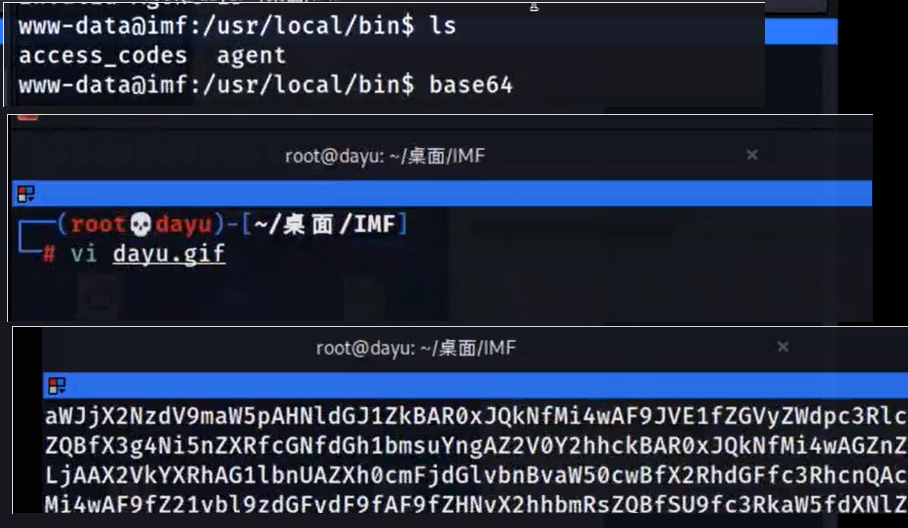 www-data@imf:/usr/local/bin$ ls
access_codes agent
www-data@imf:/usr/local/bin$ base64
root@dayu: ~/桌面/IMF
(root💀dayu)-[~/桌面/IMF]
# vi dayu.gif
root@dayu: ~/桌面/IMF
aWJjX2NzdV9maW5pAHNldGJ1ZkBAR0xJQkNfMi4wAF9JVE1fZGVyZWdpc3Rlc
ZQBfX3g4Ni5nZXRfcGNfdGh1bmsuYngAZ2V0Y2hhckBAR0xJQkNfMi4wAGZnZ
LjAAX2VkYXRhAG1lbnUAZXh0cmFjdGlvbnBvaW50cwBfX2RhdGFfc3RhcnQAc
Mi4wAF9fZ21vbl9zdGFydF9fAF9fZHNvX2hhbmRsZQBfSU9fc3RkaW5fdXNlZ